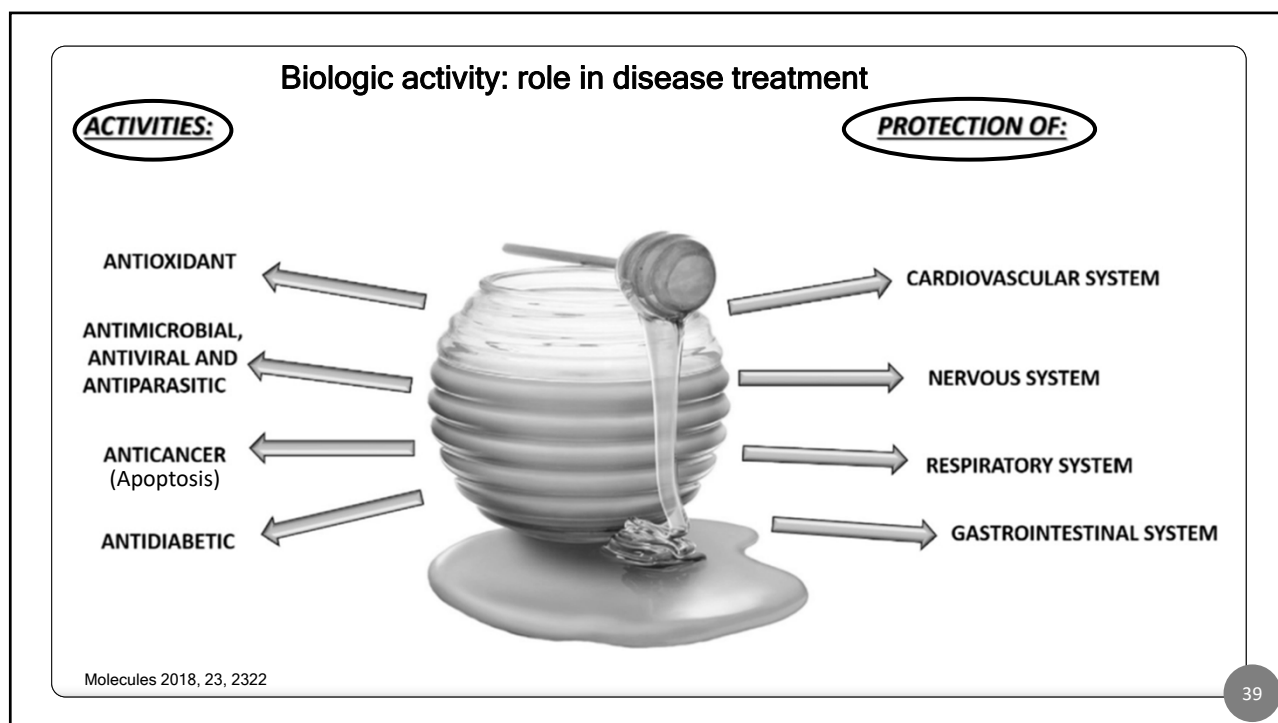 Biologic activity: role in disease treatment
ACTIVITIES:
ANTIOXIDANT
ANTIMICROBIAL,
ANTIVIRAL AND
ANTIPARASITIC
ANTICANCER
(Apoptosis)
ANTIDIABETIC
PROTECTION OF:
CARDIOVASCULAR SYSTEM
NERVOUS SYSTEM
RESPIRATORY SYSTEM
GASTROINTESTINAL SYSTEM
Molecules 2018, 23, 2322
39